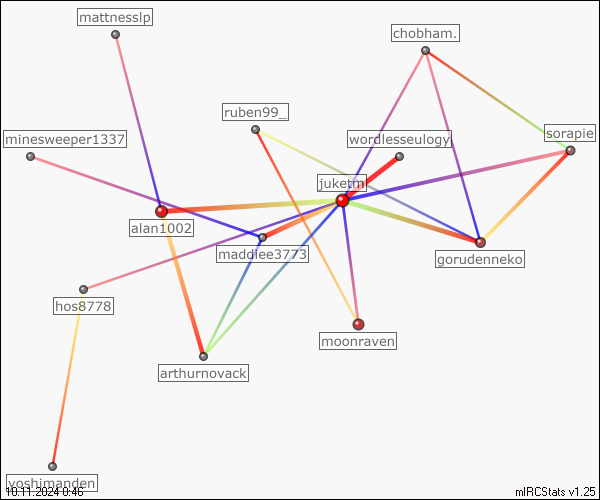 mattnesslp
chobham.
ruben99_
minesweeper1337
wordlesseulogy
sorapie
juketm
alan1002
maddlee3773
gorudenneko
hos8778
moonraven
arthurnovack
yoshimanden
10.11.2024 0:46
mIRCStats v1.25